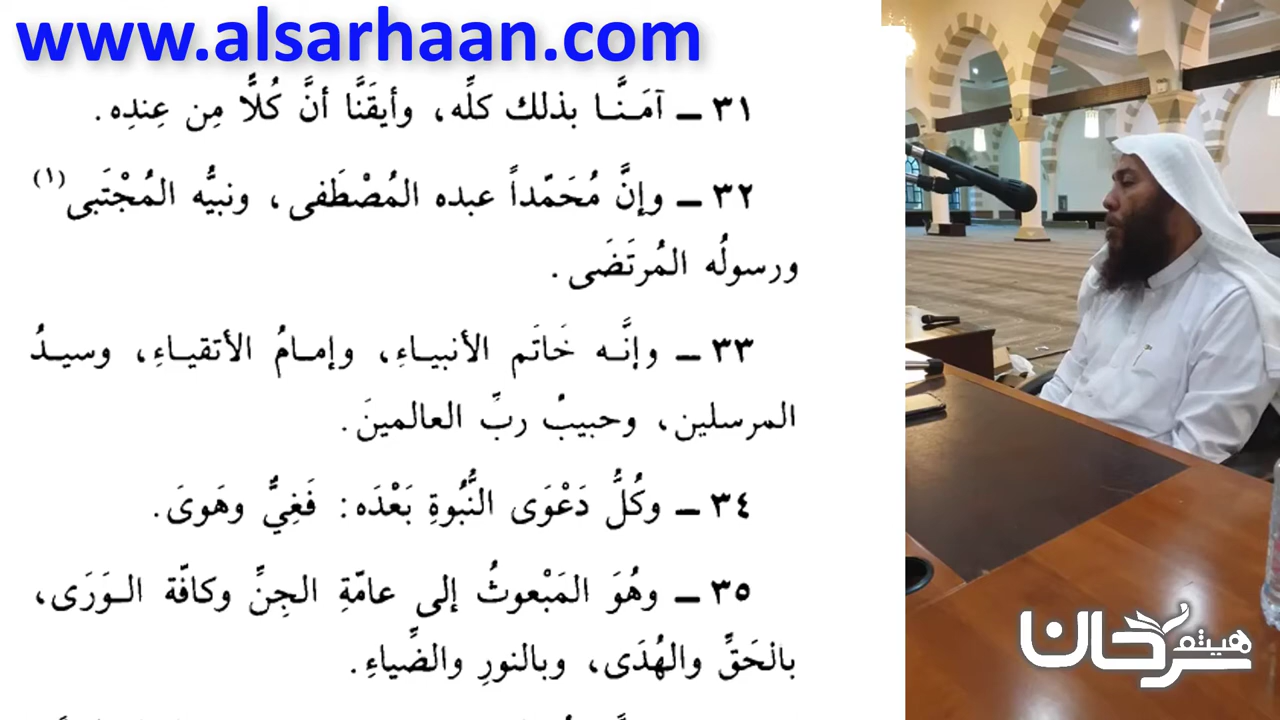 www.alsarhaan.com
٣١ ـ آمَـنَّـا بذلك كلِّه، وأيقَنَّا أنَّ كُلاًّ مِن عِندِه.
٣٢ ـ وإنَّ مُحَمّداً عبده المُصْطَفى، ونبيُّه المُجْتَبى (١)
ورسولُه المُرتَضَى.
٣٣ ـ وإنَّـه خَاتَم الأنبيـاءِ، وإمـامُ الأتقيـاءِ، وسيـدُ
المرسلين، وحبيبُ ربِّ العالمينَ.
٣٤ ـ وكُلُّ دَعْوَى النُّبُوةِ بَعْدَه: فَغِيٌّ وهَوىَ.
٣٥ ـ وهُوَ المَبْعوثُ إلى عامّةِ الجِنِّ وكافّة الـوَرَى،
بالحَقِّ والهُدَى، وبالنورِ والضِّياءِ.
هيثم
سرحان